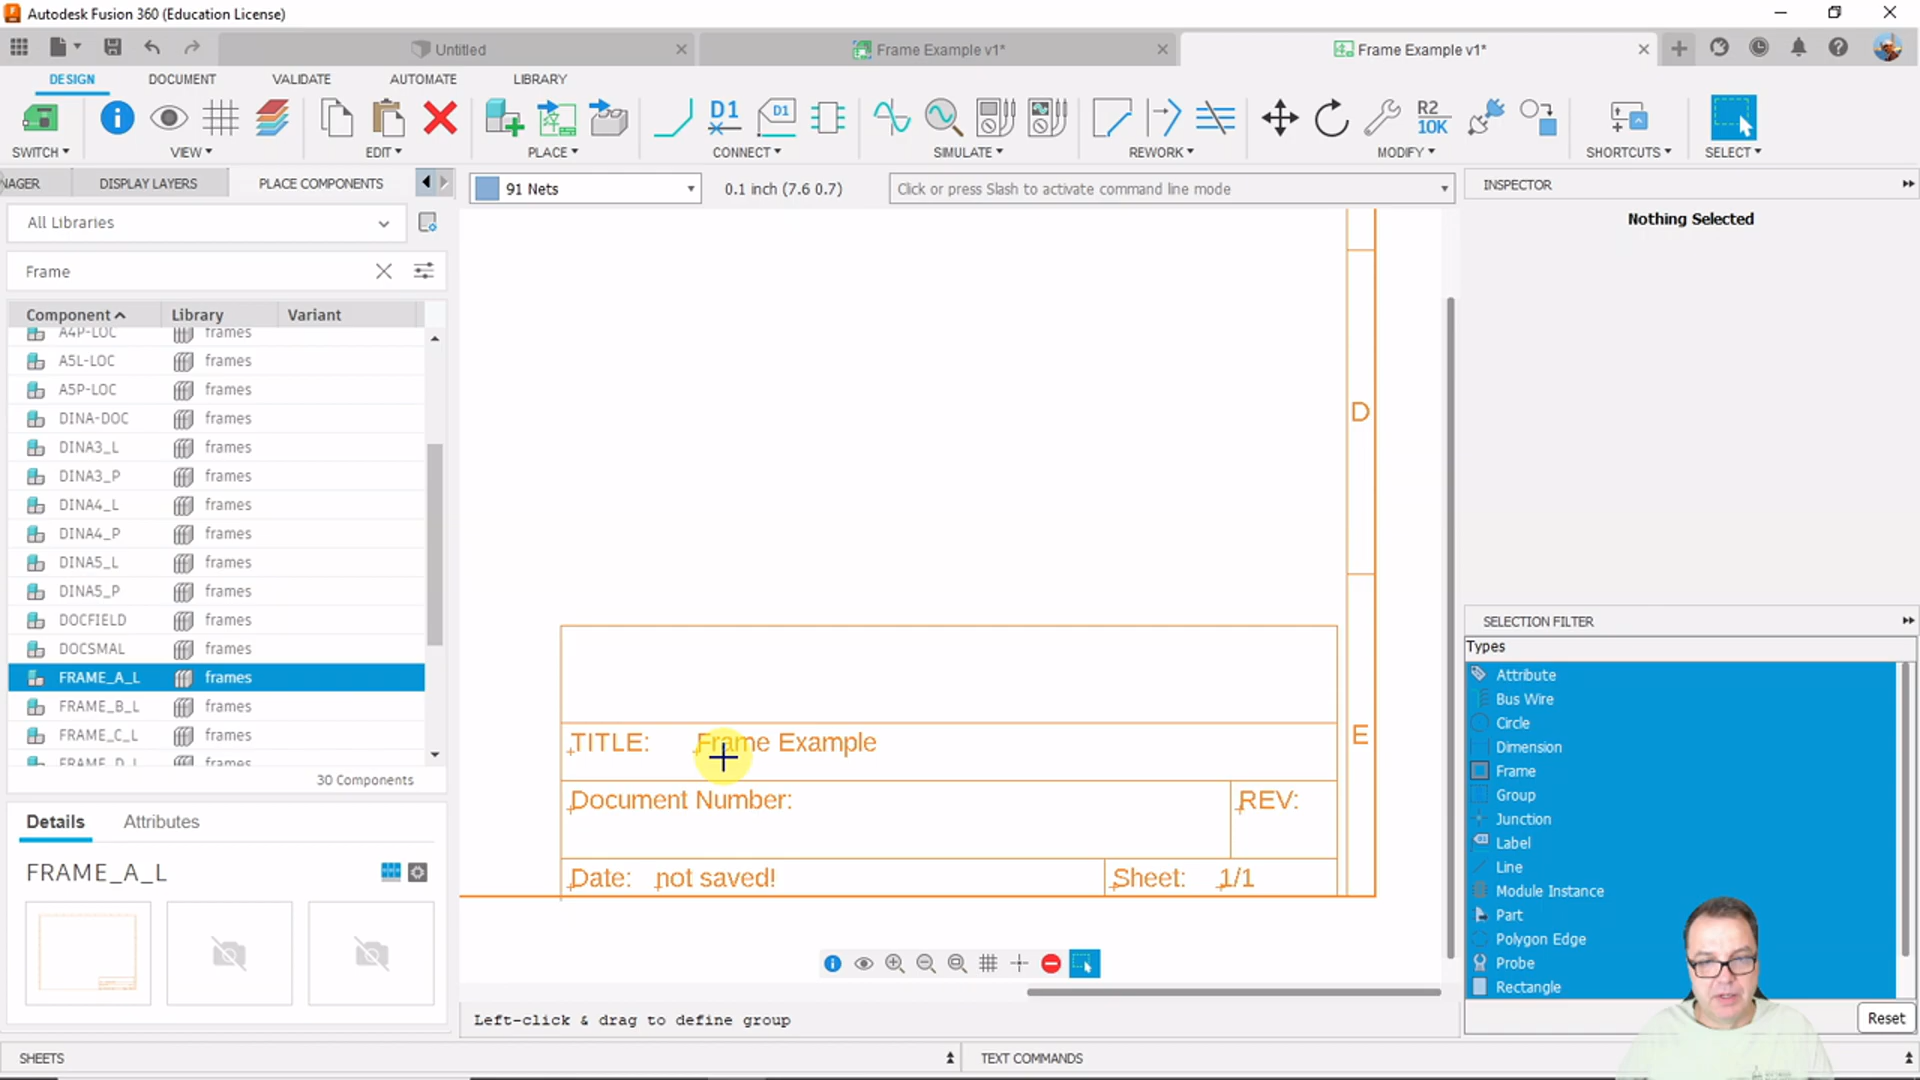 Autodesk Fusion 360 (Education License)
Untitled
Frame Example v1*
Frame Example v1*
DESIGN
DOCUMENT
VALIDATE
AUTOMATE
LIBRARY
D1
D1
R2
10K
SWITCH
VIEW
EDIT
PLACE
CONNECT
SIMULATE
REWORK
MODIFY
SHORTCUTS
SELECT
NAGER
DISPLAY LAYERS
PLACE COMPONENTS
91 Nets
0.1 inch (7.6 0.7)
Click or press Slash to activate command line mode
INSPECTOR
Nothing Selected
All Libraries
Frame
Component
Library
Variant
A4P-LOC frames
A5L-LOC frames
A5P-LOC frames
DINA-DOC frames
DINA3_L frames
DINA3_P frames
DINA4_L frames
DINA4_P frames
DINA5_L frames
DINA5_P frames
DOCFIELD frames
DOCSMAL frames
FRAME_A_L frames
FRAME_B_L frames
FRAME_C_L frames
FRAME_D_L frames
30 Components
Details
Attributes
FRAME_A_L
D
E
TITLE: Frame Example
Document Number:
REV:
Date: not saved!
Sheet: 1/1
Left-click & drag to define group
SELECTION FILTER
Types
Attribute
Bus Wire
Circle
Dimension
Frame
Group
Junction
Label
Line
Module Instance
Part
Polygon Edge
Probe
Rectangle
Reset
SHEETS
TEXT COMMANDS